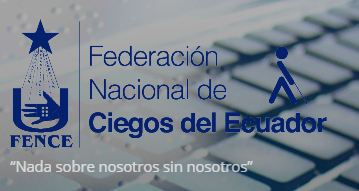 Federación
Nacional de
Ciegos del Ecuador
FENCE
“Nada sobre nosotros sin nosotros”